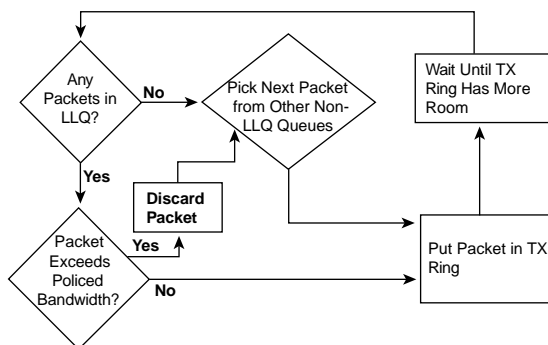 Any
Packets in
LLQ?
No
Pick Next Packet
from Other Non-
LLQ Queues
Wait Until TX
Ring Has More
Room
Yes
Discard
Packet
Packet
Exceeds
Policed
Bandwidth?
Yes
No
Put Packet in TX
Ring